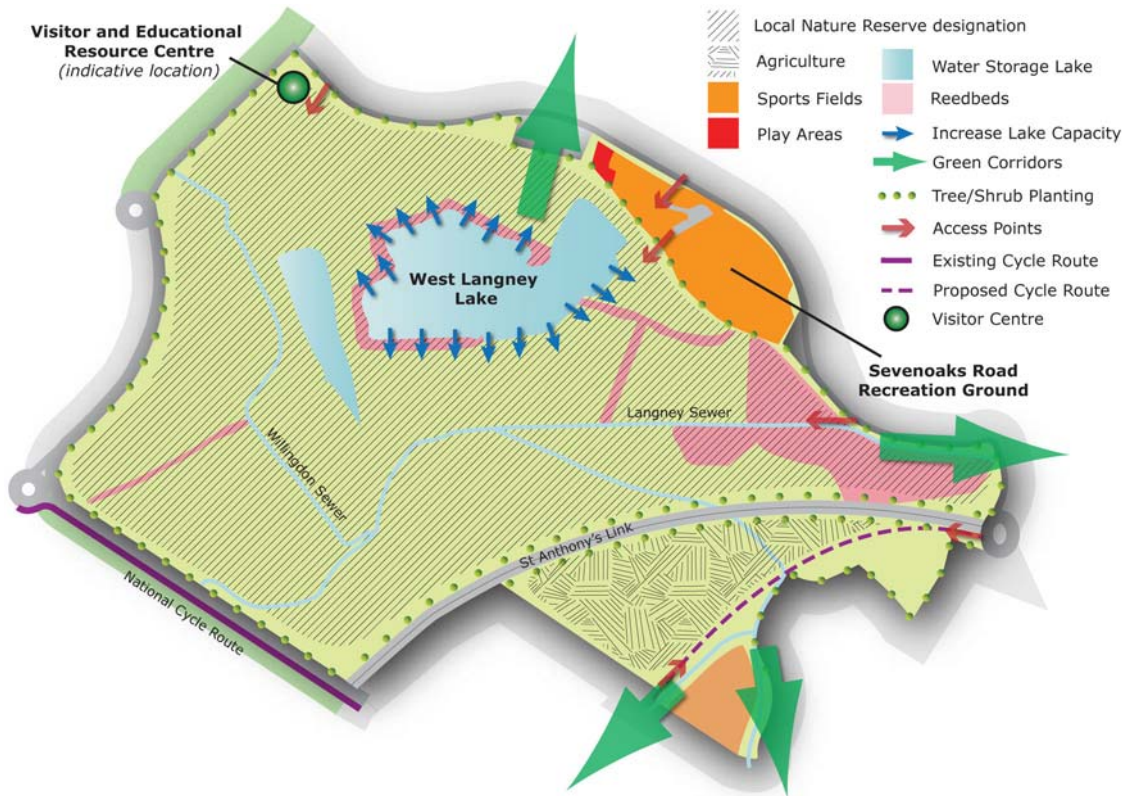 Visitor and Educational
Resource Centre
(indicative location)
Local Nature Reserve designation
Agriculture
Sports Fields
Play Areas
Water Storage Lake
Reedbeds
Increase Lake Capacity
Green Corridors
Tree/Shrub Planting
Access Points
Existing Cycle Route
Proposed Cycle Route
Visitor Centre
West Langney
Lake
Sevenoaks Road
Recreation Ground
Langney Sewer
Willingdon Sewer
St Anthony's Link
National Cycle Route